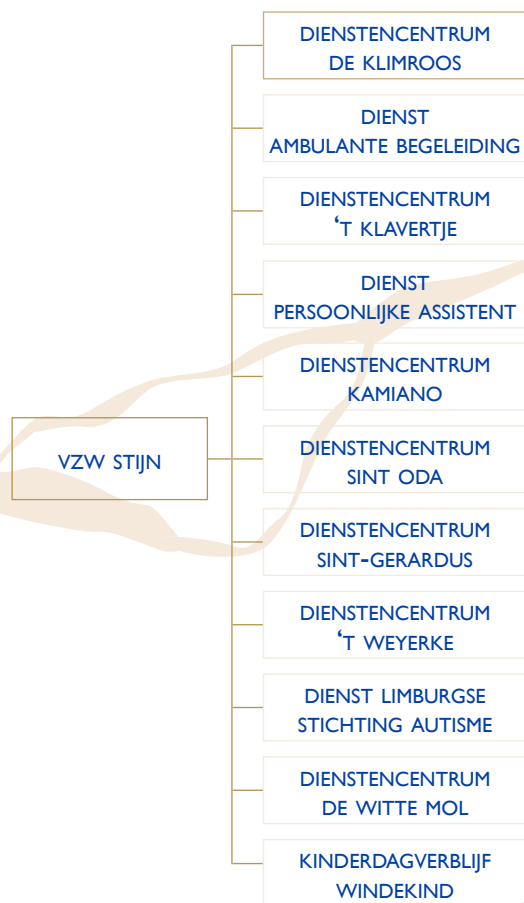 DIENSTENCENTRUM
DE KLIMROOS
DIENST
AMBULANTE BEGELEIDING
DIENSTENCENTRUM
‘T KLAVERTJE
DIENST
PERSOONLIJKE ASSISTENT
DIENSTENCENTRUM
KAMIANO
VZW STIJN
DIENSTENCENTRUM
SINT ODA
DIENSTENCENTRUM
SINT-GERARDUS
DIENSTENCENTRUM
‘T WEYERKE
DIENST LIMBURGSE
STICHTING AUTISME
DIENSTENCENTRUM
DE WITTE MOL
KINDERDAGVERBLIJF
WINDEKIND